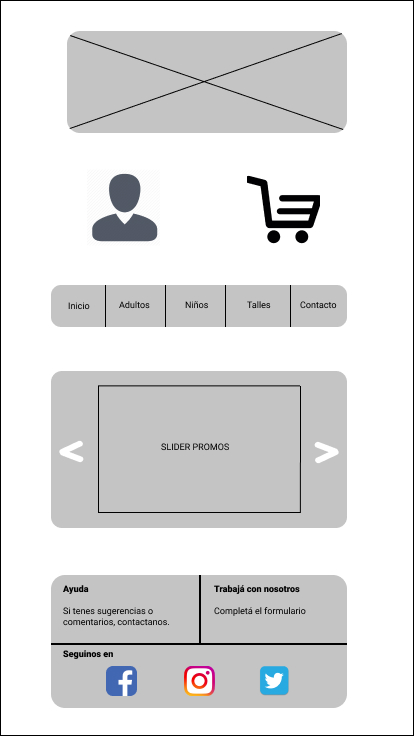 Inicio
Adultos
Niños
Talles
Contacto
SLIDER PROMOS
Ayuda
Si tenes sugerencias o
comentarios, contactanos.
Trabajá con nosotros
Completá el formulario
Seguinos en